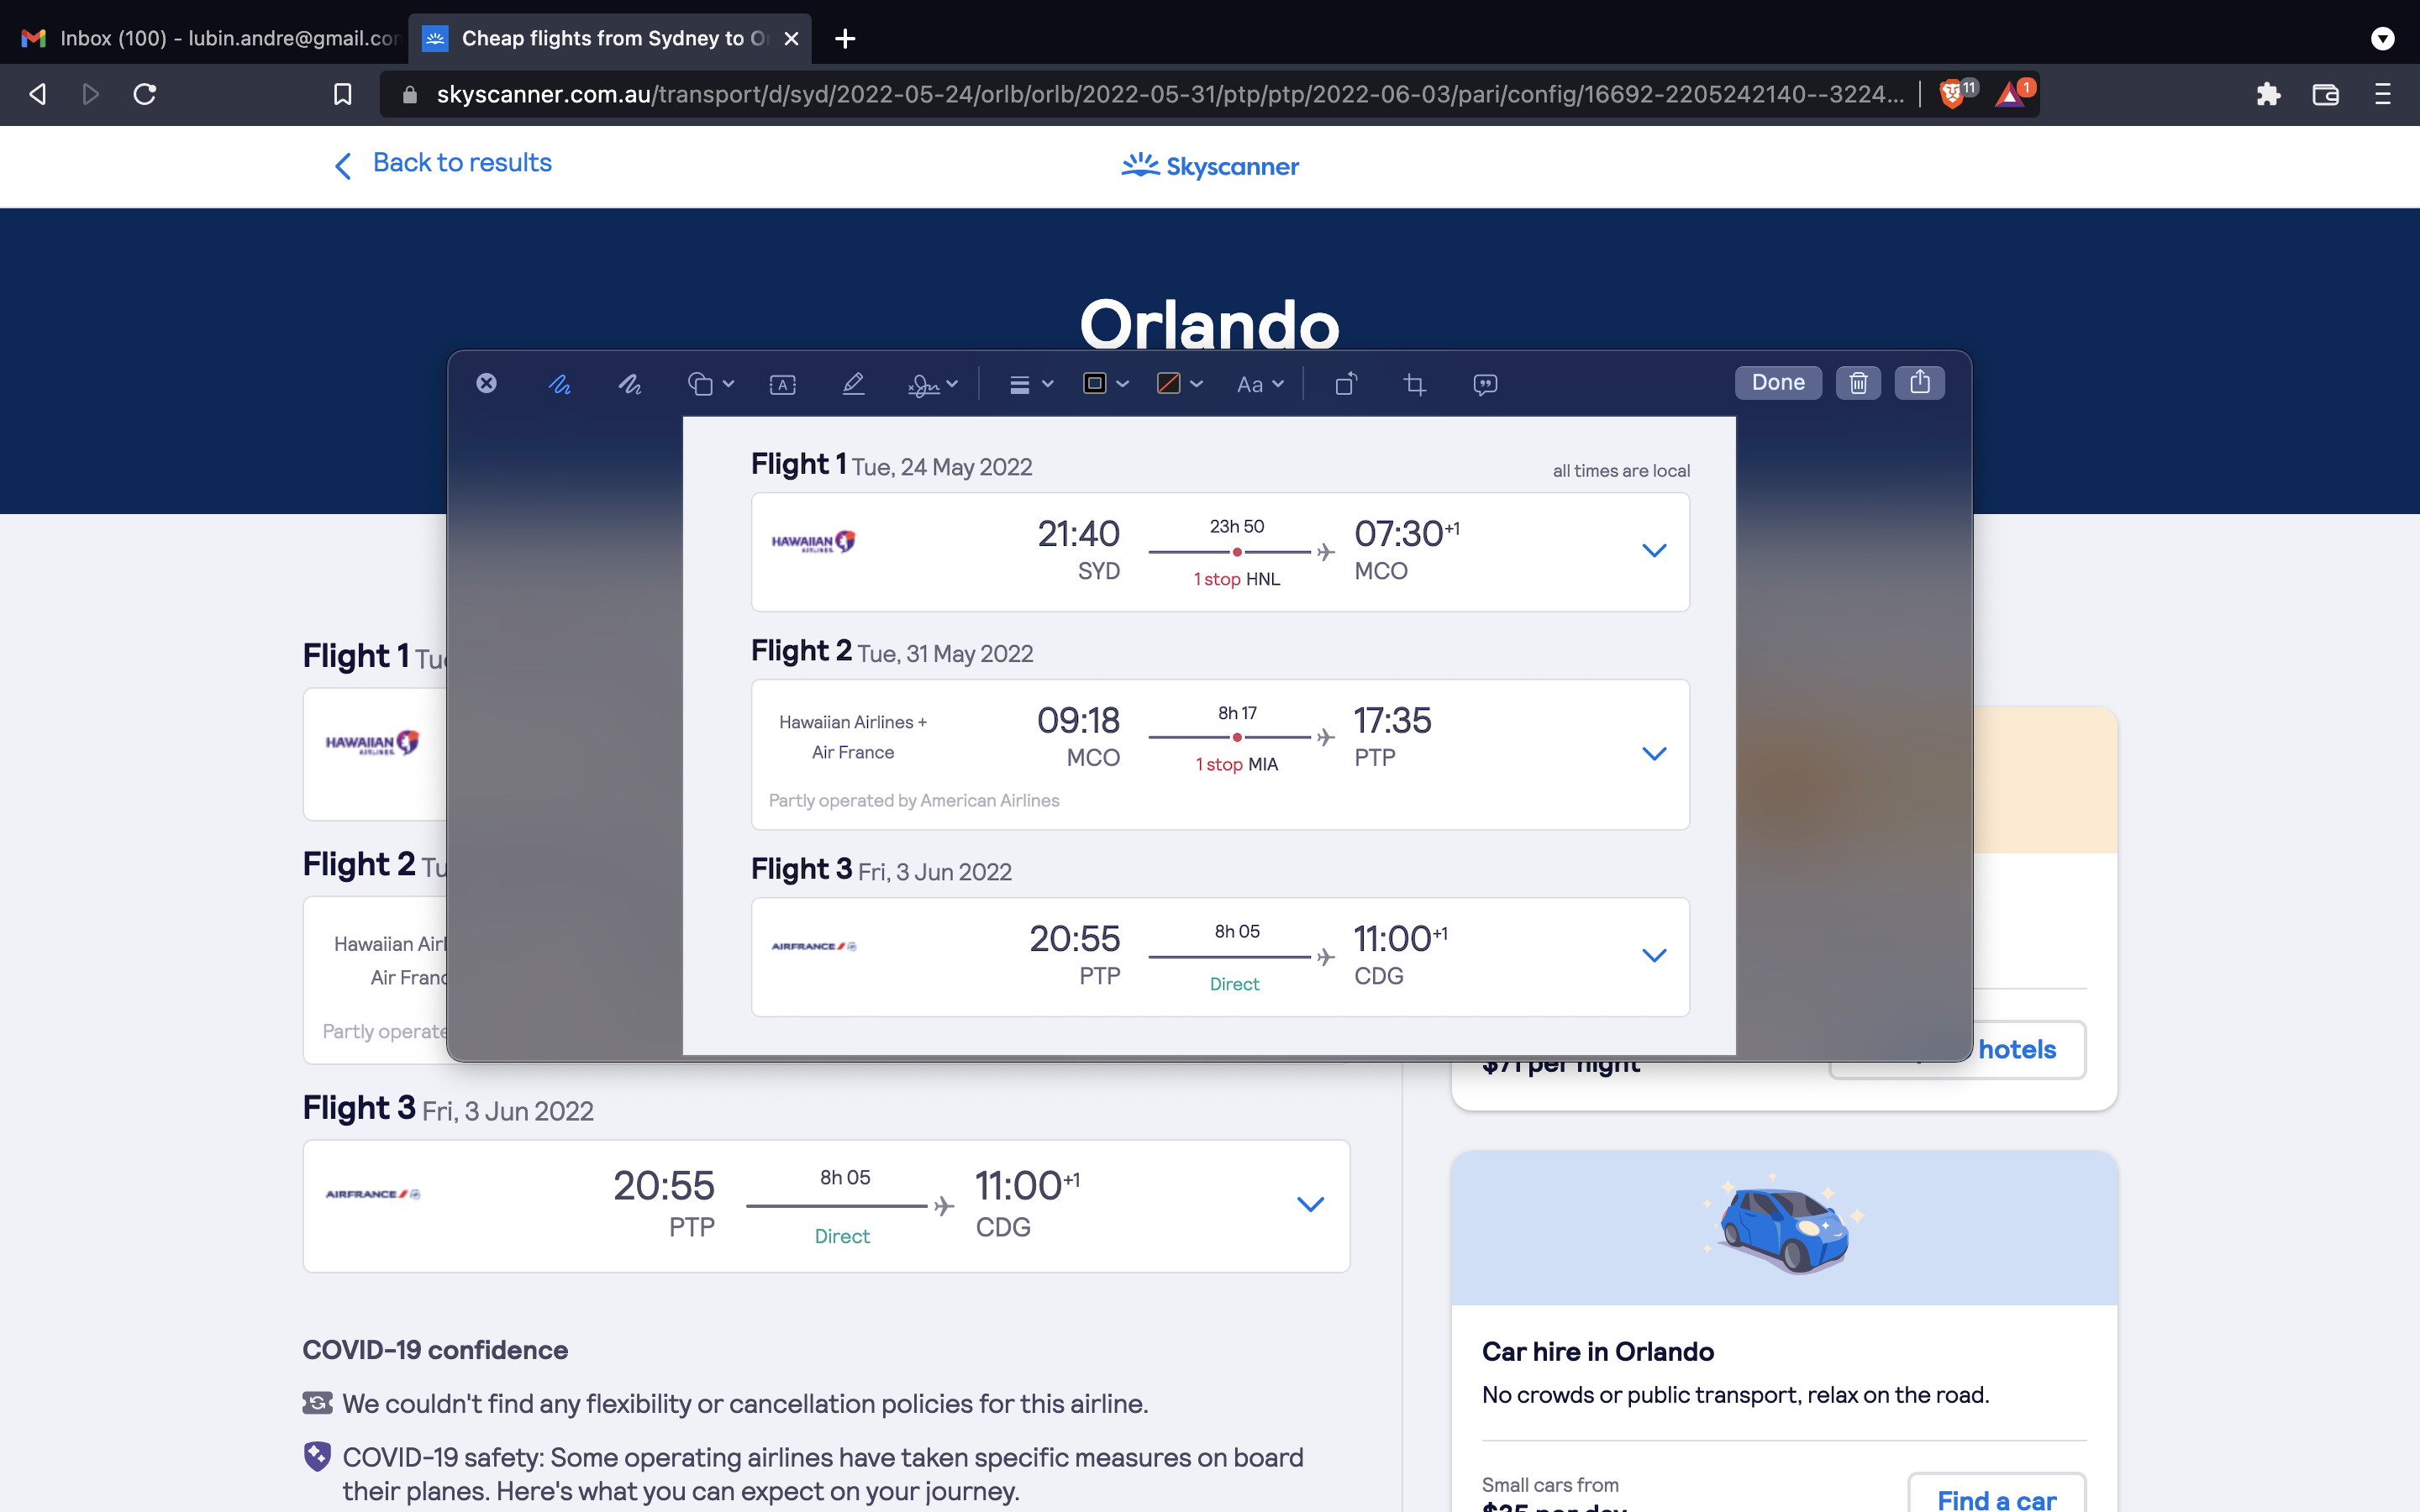 Inbox (100) - lubin.andre@gmail.con
Cheap flights from Sydney to O
skyscanner.com.au/transport/d/syd/2022-05-24/orlb/orlb/2022-05-31/ptp/ptp/2022-06-03/pari/config/16692-2205242140--3224...
11
1
Back to results
Skyscanner
Orlando
A
Aa
Done
Flight 1 Tue, 24 May 2022
all times are local
HAWAIIAN
AIRLINES
21:40
SYD
23h 50
1 stop HNL
07:30+1
MCO
Flight 2 Tue, 31 May 2022
Hawaiian Airlines +
Air France
09:18
MCO
8h 17
1 stop MIA
17:35
PTP
Partly operated by American Airlines
Flight 3 Fri, 3 Jun 2022
AIRFRANCE
20:55
PTP
8h 05
Direct
11:00+1
CDG
Flight 1 Tue
HAWAIIAN
AIRLINES
Flight 2 Tu
Hawaiian Air
Air Franc
Partly operate
hotels
$71 per night
Flight 3 Fri, 3 Jun 2022
AIRFRANCE
20:55
PTP
8h 05
Direct
11:00+1
CDG
COVID-19 confidence
We couldn't find any flexibility or cancellation policies for this airline.
COVID-19 safety: Some operating airlines have taken specific measures on board
their planes. Here's what you can expect on your journey.
Car hire in Orlando
No crowds or public transport, relax on the road.
Small cars from
$35 per day
Find a car